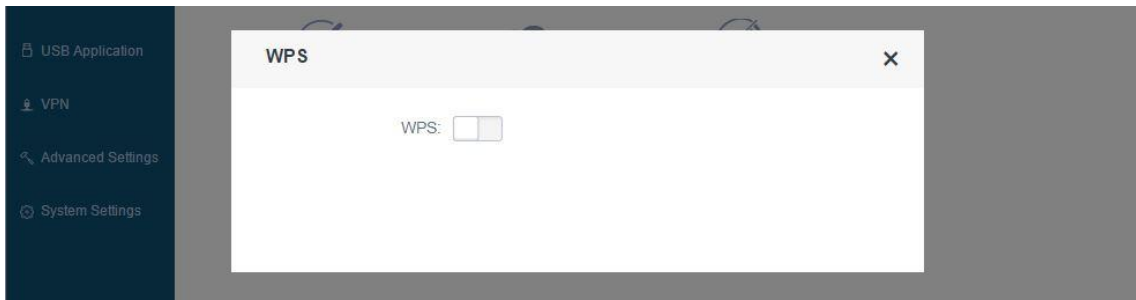 USB Application
VPN
Advanced Settings
System Settings
WPS
WPS: